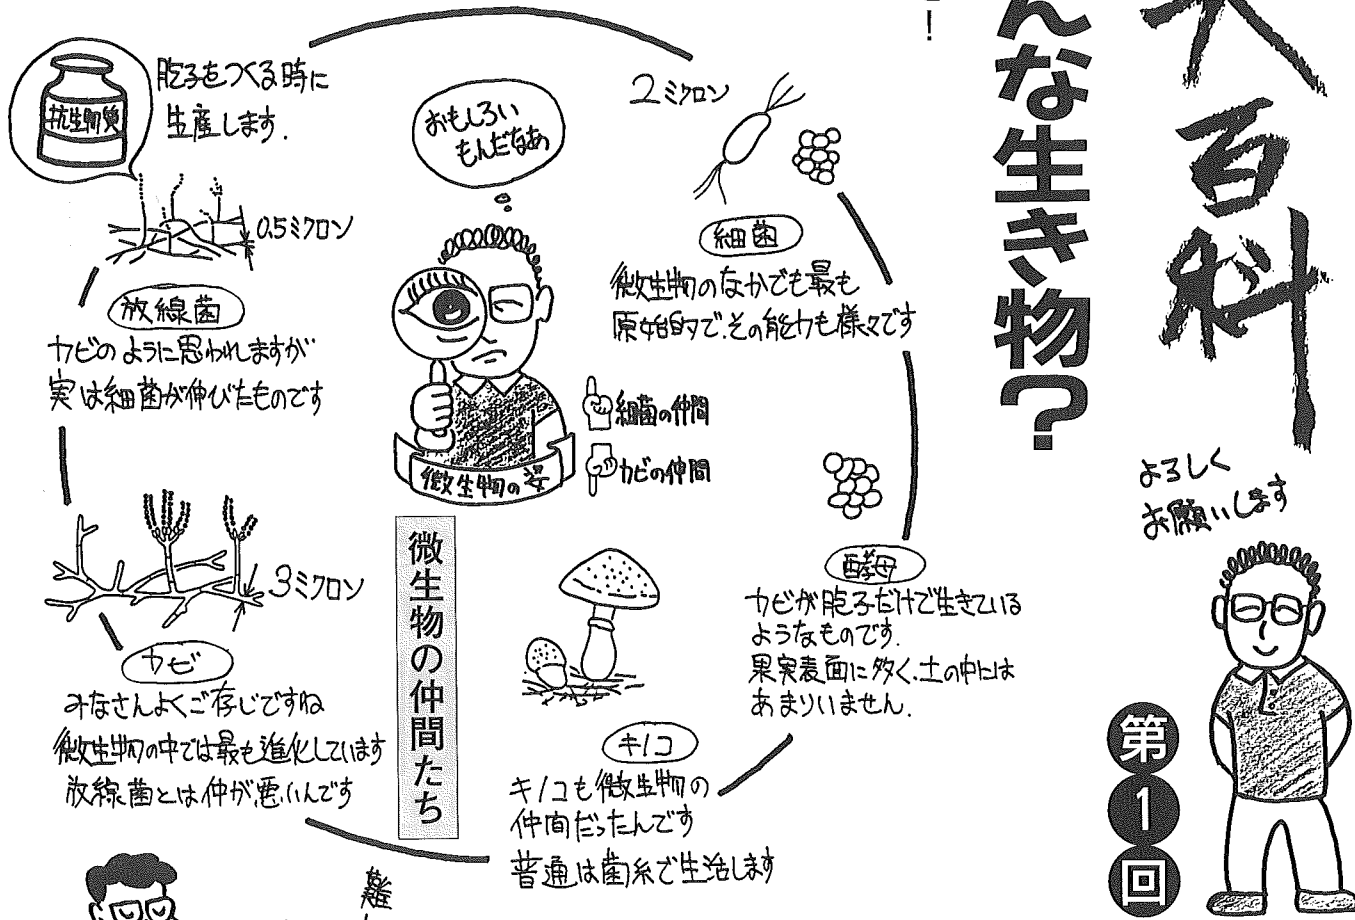 大百科
んな生き物?
!
よろしく
お願いします
第1回
2ミクロン
細菌
微生物のなかでも最も
原始的で、その能力も様々です
おもしろい
もんだなあ
細菌の仲間
カビの仲間
微生物の姿
抗生物質
胞子をつくる時に
生産します.
0.5ミクロン
放線菌
カビのように思われますが
実は細菌が伸びたものです
酵母
カビが胞子だけで生きている
ようなものです.
果実表面に多く、土の中には
あまりいません.
微生物の仲間たち
キノコ
キノコも微生物の
仲間だったんです
普通は菌糸で生活します
3ミクロン
カビ
みなさんよくご存じですね
微生物の中では最も進化しています
放線菌とは仲が悪いんです
難し